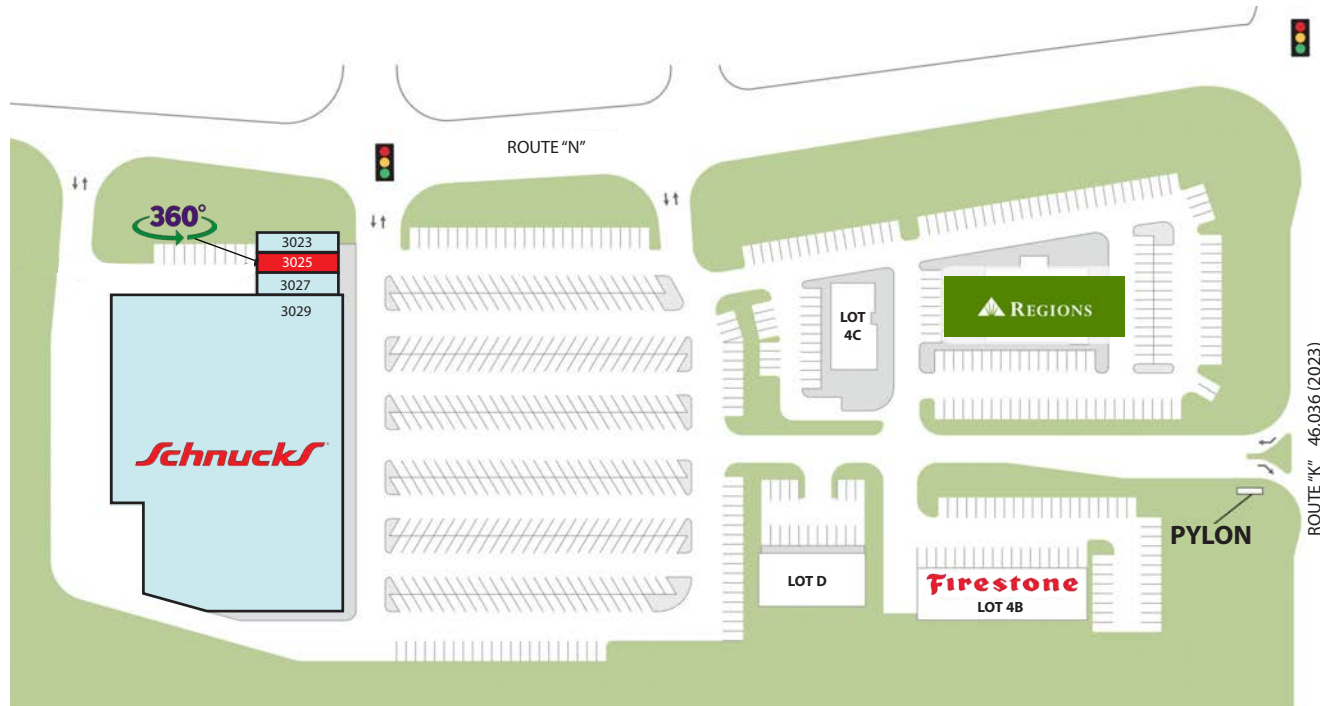 ROUTE “N”
360°
3023
3025
3027
3029
LOT
4C
REGIONS
Schnucks
ROUTE “K” 46,036 (2023)
PYLON
LOT D
Firestone
LOT 4B